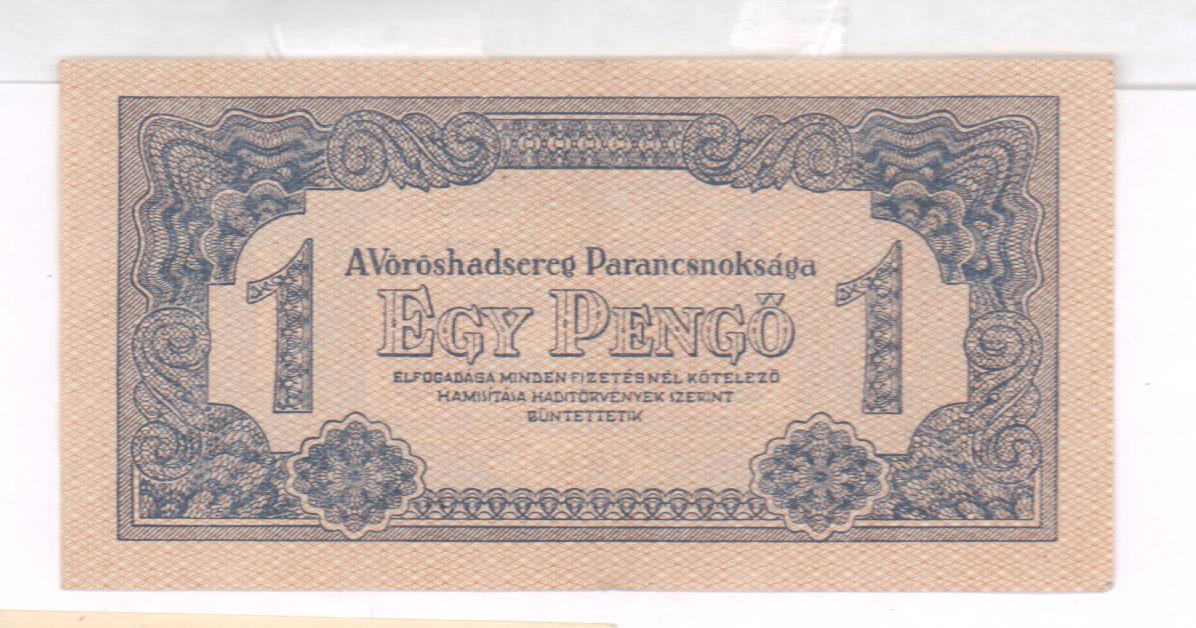 1 1
A Vöröshadsereg Parancsnoksága
EGY PENGŐ
ELFOGADÁSA MINDEN FIZETÉSNÉL KÖTELEZŐ
HAMISÍTÁSA HADITÖRVÉNYEK SZERINT
BÜNTETTETIK